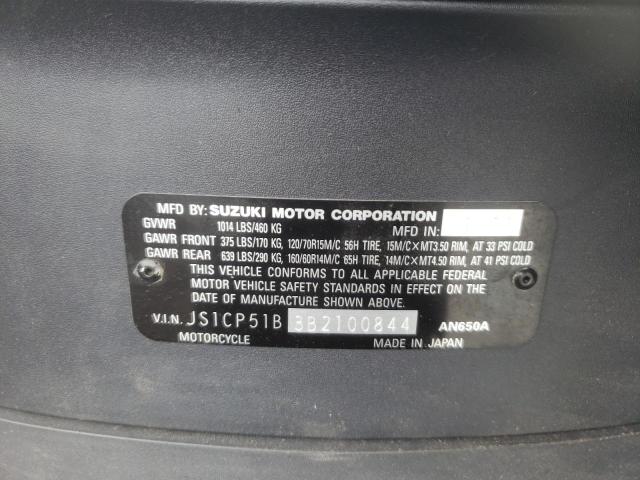 MFD BY: SUZUKI MOTOR CORPORATION
GVWR 1014 LBS/460 KG MFD IN:
GAWR FRONT 375 LBS/170 KG, 120/70R15M/C 56H TIRE, 15M/C×MT3.50 RIM, AT 33 PSI COLD
GAWR REAR 639 LBS/290 KG, 160/60R14M/C 65H TIRE, 14M/C×MT4.50 RIM, AT 41 PSI COLD
THIS VEHICLE CONFORMS TO ALL APPLICABLE FEDERAL
MOTOR VEHICLE SAFETY STANDARDS IN EFFECT ON THE
DATE OF MANUFACTURE SHOWN ABOVE.
V.I.N. JS1CP51B3B2100844 AN650A
MOTORCYCLE MADE IN JAPAN